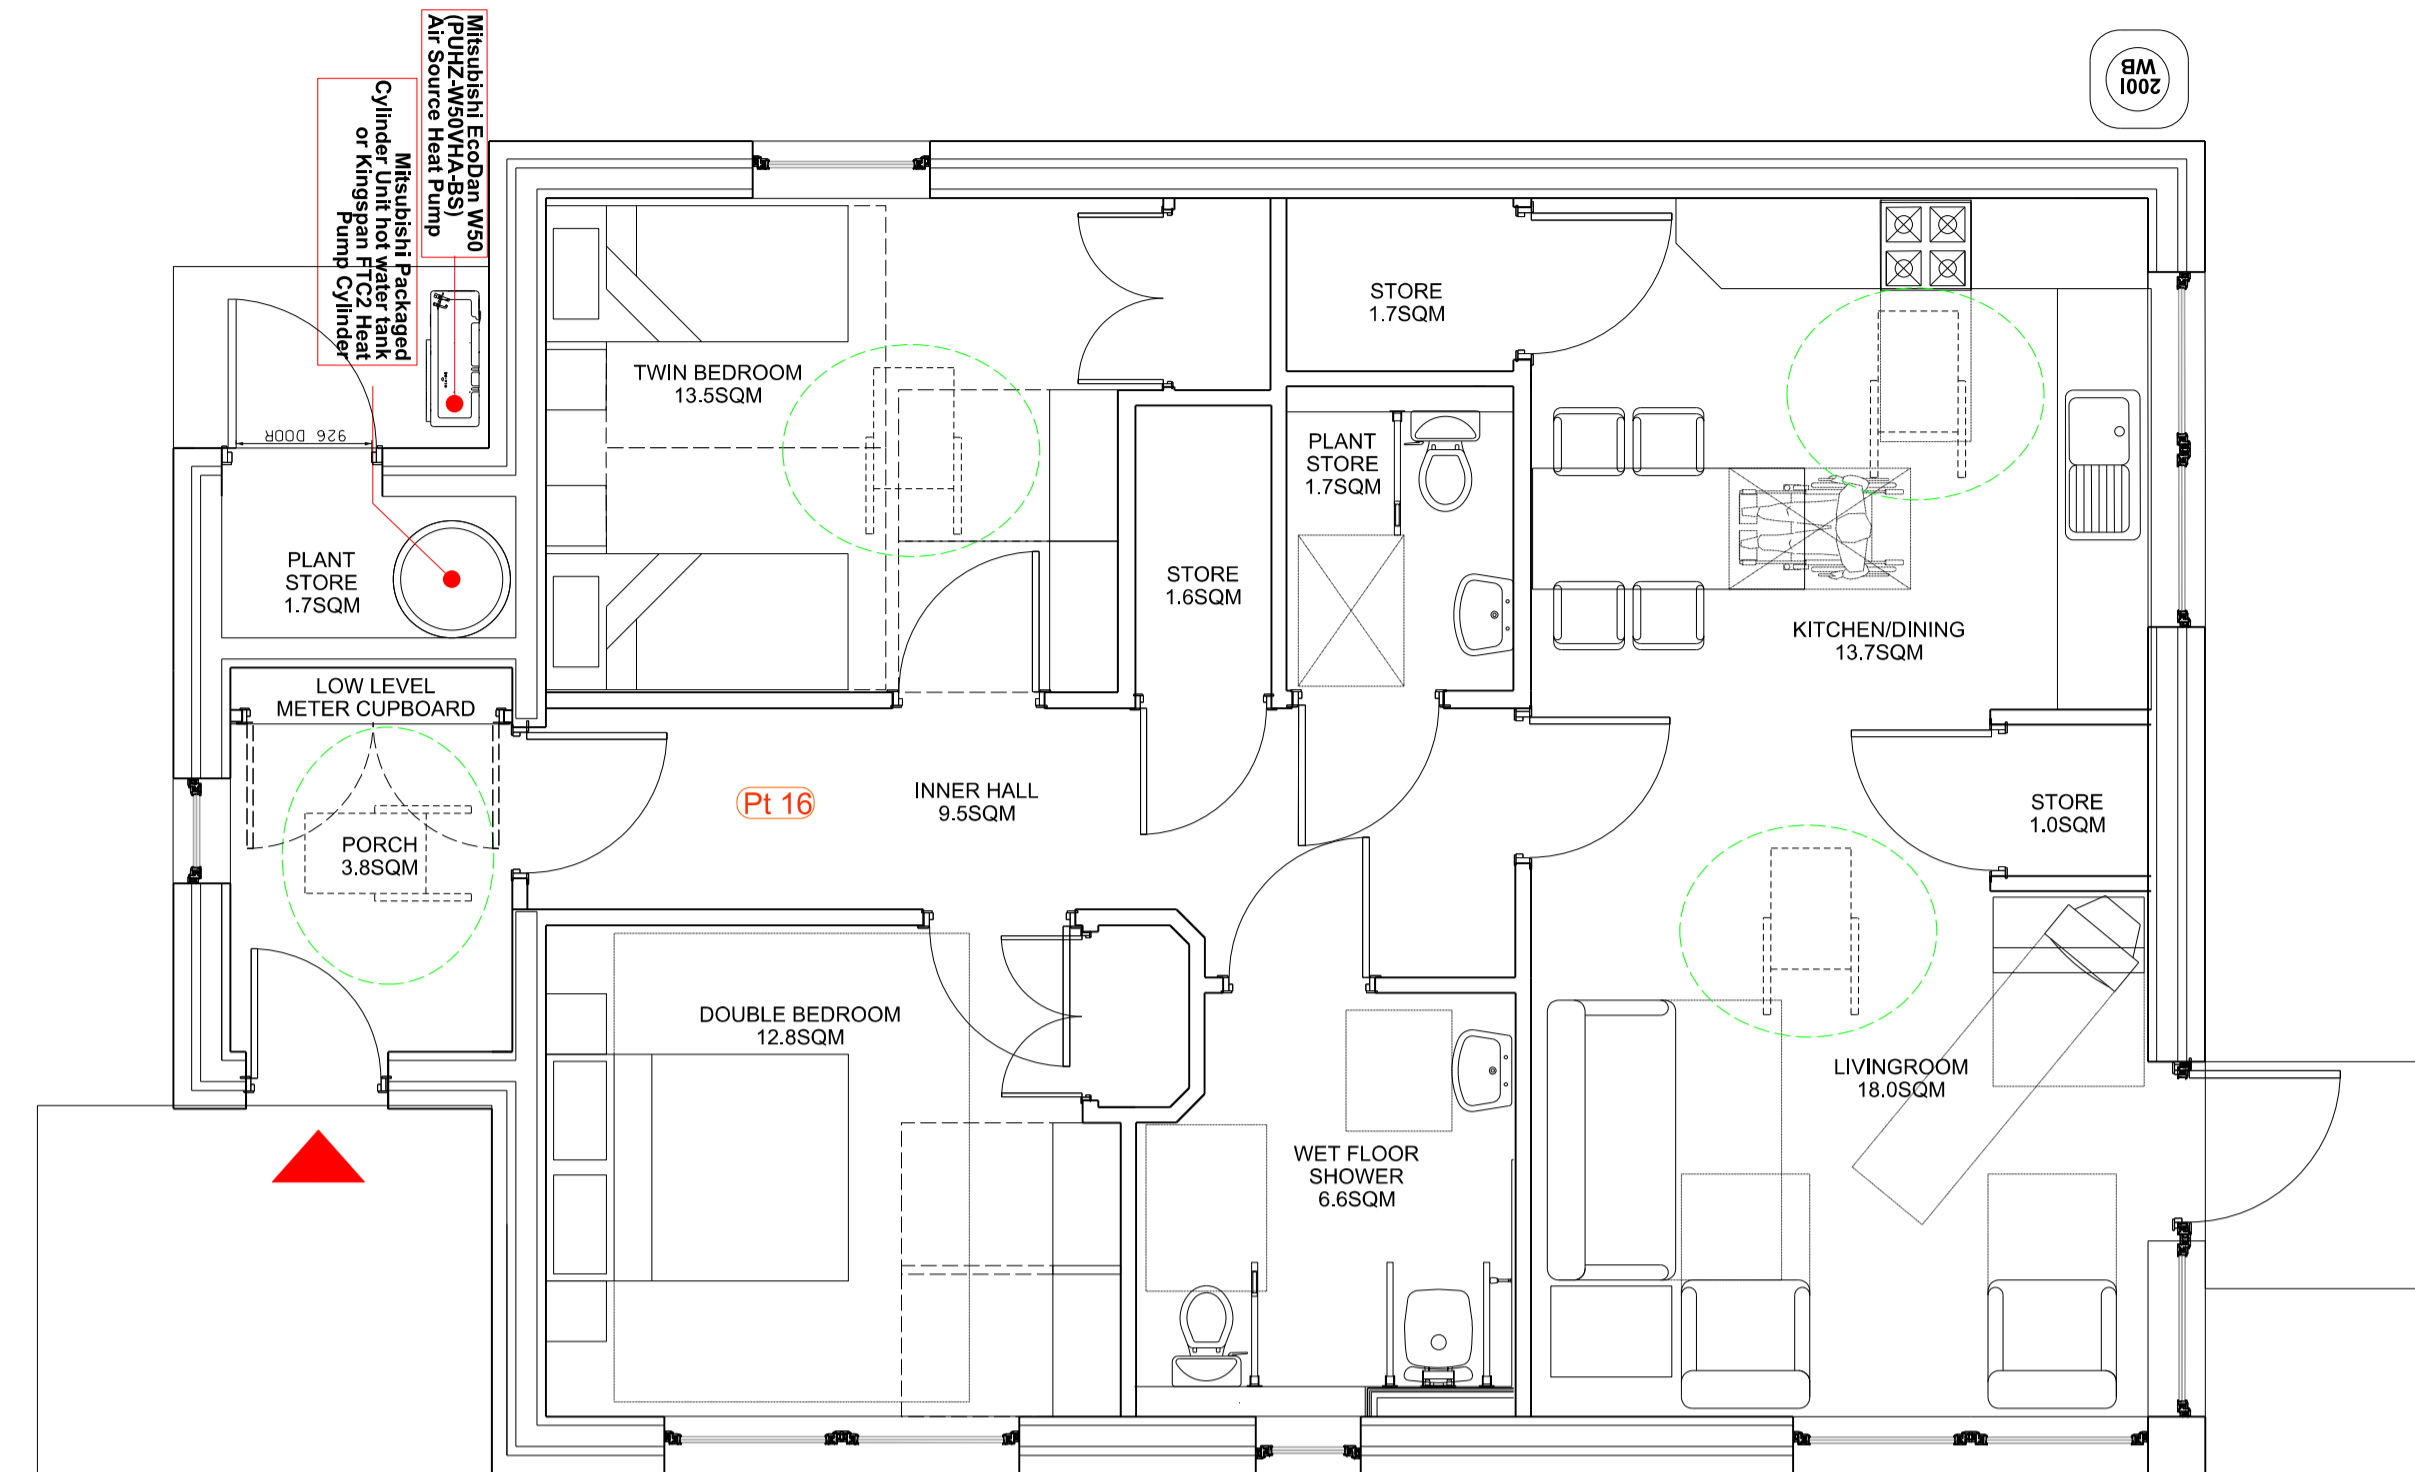 Mitsubishi EcoDan W50
(PUHZ-W50VHA-BS)
Air Source Heat Pump
Mitsubishi Packaged
Cylinder Unit hot water tank
or Kingspan FTC2 Heat
Pump Cylinder
200l
WB
STORE
1.7SQM
TWIN BEDROOM
13.5SQM
926 DOOR
PLANT
STORE
1.7SQM
PLANT
STORE
1.7SQM
STORE
1.6SQM
KITCHEN/DINING
13.7SQM
LOW LEVEL
METER CUPBOARD
PORCH
3.8SQM
Pt 16
INNER HALL
9.5SQM
STORE
1.0SQM
DOUBLE BEDROOM
12.8SQM
LIVINGROOM
18.0SQM
WET FLOOR
SHOWER
6.6SQM